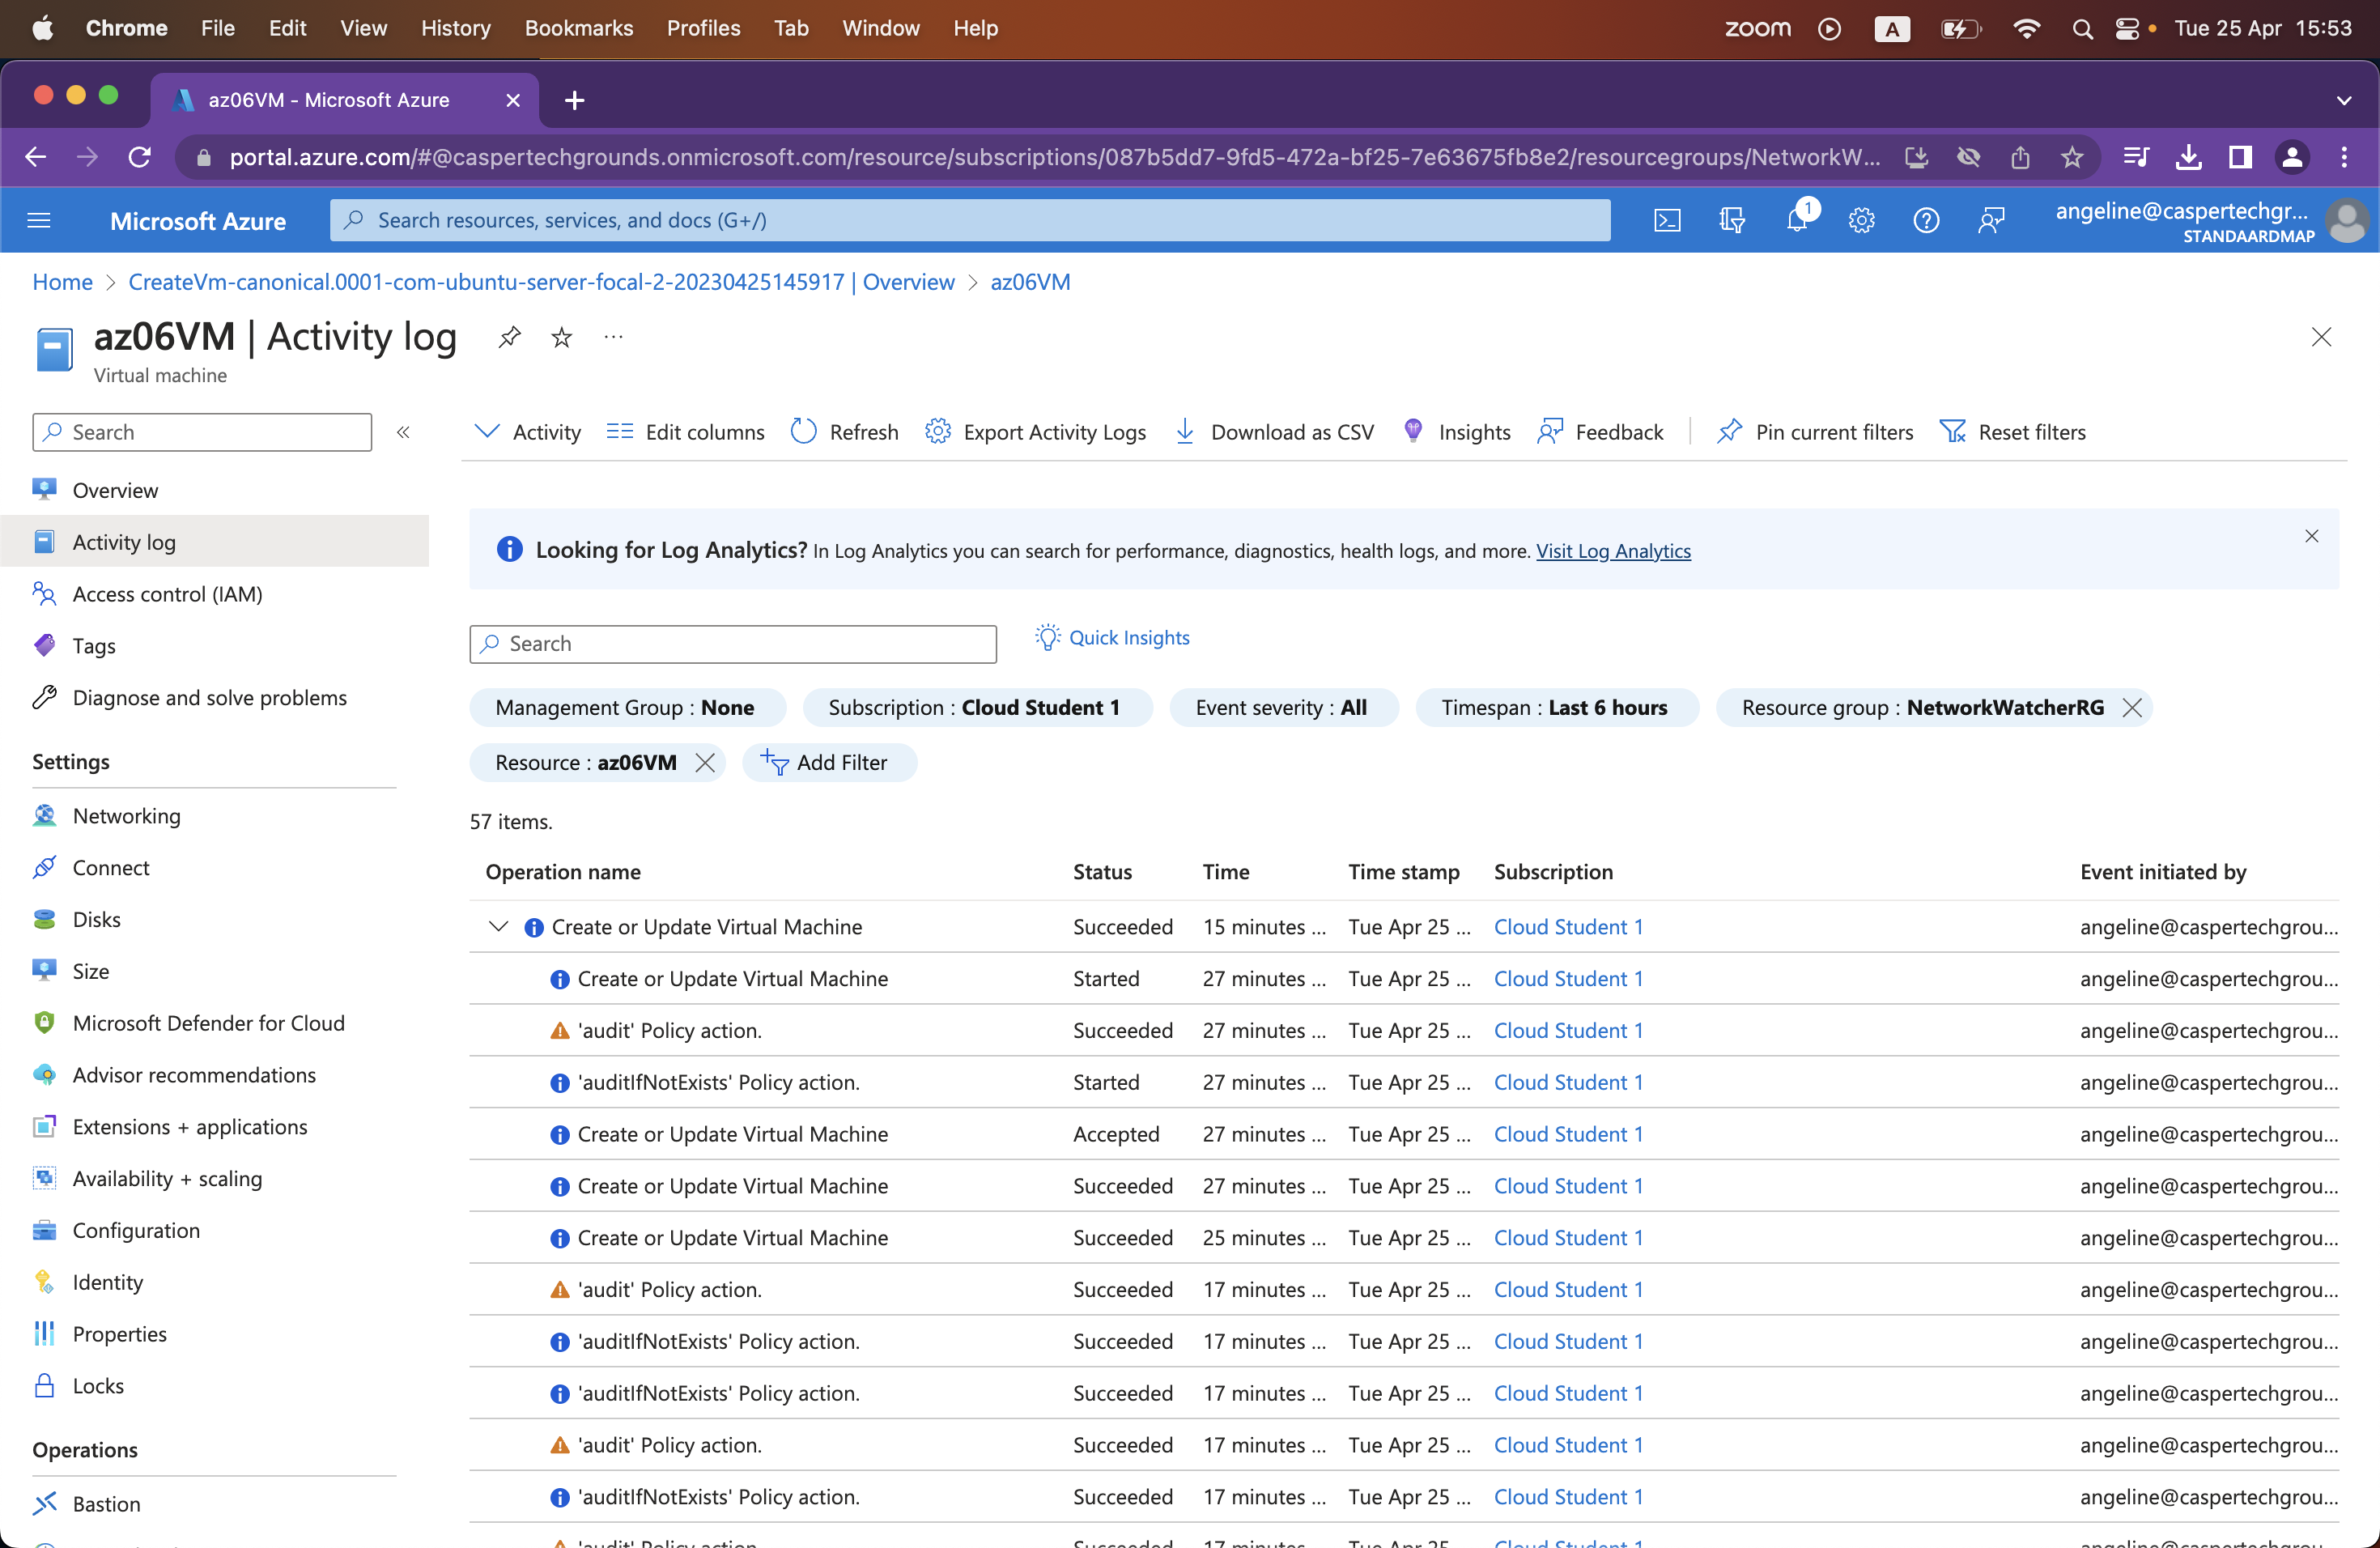 Chrome File Edit View History Bookmarks Profiles Tab Window Help zoom A Tue 25 Apr 15:53
az06VM - Microsoft Azure
portal.azure.com/#@caspertechgrounds.onmicrosoft.com/resource/subscriptions/087b5dd7-9fd5-472a-bf25-7e63675fb8e2/resourcegroups/NetworkW...
Microsoft Azure Search resources, services, and docs (G+/) 1 angeline@caspertechgr...
STANDAARDMAP
Home > CreateVm-canonical.0001-com-ubuntu-server-focal-2-20230425145917 | Overview > az06VM
az06VM | Activity log ...
Virtual machine
Search «
Overview
Activity log
Access control (IAM)
Tags
Diagnose and solve problems
Settings
Networking
Connect
Disks
Size
Microsoft Defender for Cloud
Advisor recommendations
Extensions + applications
Availability + scaling
Configuration
Identity
Properties
Locks
Operations
Bastion
Activity Edit columns Refresh Export Activity Logs Download as CSV Insights Feedback Pin current filters Reset filters
Looking for Log Analytics? In Log Analytics you can search for performance, diagnostics, health logs, and more. Visit Log Analytics
Search Quick Insights
Management Group : None Subscription : Cloud Student 1 Event severity : All Timespan : Last 6 hours Resource group : NetworkWatcherRG
Resource : az06VM Add Filter
57 items.
Operation name Status Time Time stamp Subscription Event initiated by
Create or Update Virtual Machine Succeeded 15 minutes ... Tue Apr 25 ... Cloud Student 1 angeline@caspertechgrou...
Create or Update Virtual Machine Started 27 minutes ... Tue Apr 25 ... Cloud Student 1 angeline@caspertechgrou...
'audit' Policy action. Succeeded 27 minutes ... Tue Apr 25 ... Cloud Student 1 angeline@caspertechgrou...
'auditIfNotExists' Policy action. Started 27 minutes ... Tue Apr 25 ... Cloud Student 1 angeline@caspertechgrou...
Create or Update Virtual Machine Accepted 27 minutes ... Tue Apr 25 ... Cloud Student 1 angeline@caspertechgrou...
Create or Update Virtual Machine Succeeded 27 minutes ... Tue Apr 25 ... Cloud Student 1 angeline@caspertechgrou...
Create or Update Virtual Machine Succeeded 25 minutes ... Tue Apr 25 ... Cloud Student 1 angeline@caspertechgrou...
'audit' Policy action. Succeeded 17 minutes ... Tue Apr 25 ... Cloud Student 1 angeline@caspertechgrou...
'auditIfNotExists' Policy action. Succeeded 17 minutes ... Tue Apr 25 ... Cloud Student 1 angeline@caspertechgrou...
'auditIfNotExists' Policy action. Succeeded 17 minutes ... Tue Apr 25 ... Cloud Student 1 angeline@caspertechgrou...
'audit' Policy action. Succeeded 17 minutes ... Tue Apr 25 ... Cloud Student 1 angeline@caspertechgrou...
'auditIfNotExists' Policy action. Succeeded 17 minutes ... Tue Apr 25 ... Cloud Student 1 angeline@caspertechgrou...
'audit' Policy action. Succeeded 17 minutes ... Tue Apr 25 ... Cloud Student 1 angeline@caspertechgrou...